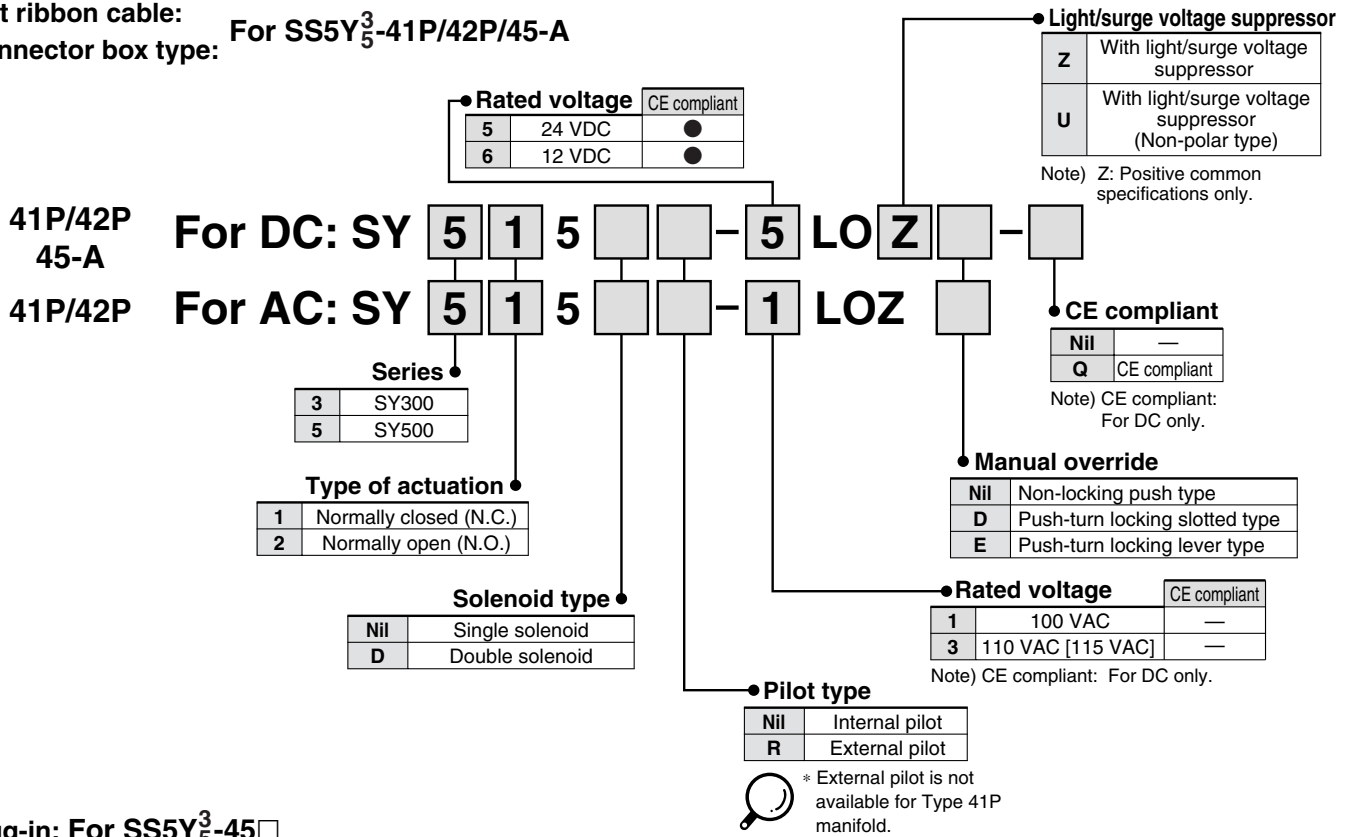 t ribbon cable:
nnector box type:
For SS5Y3/5-41P/42P/45-A
Light/surge voltage suppressor
Z With light/surge voltage
suppressor
U With light/surge voltage
suppressor
(Non-polar type)
Note) Z: Positive common
specifications only.
Rated voltage CE compliant
5 24 VDC ●
6 12 VDC ●
41P/42P
45-A
For DC: SY 5 1 5 □ □ – 5 LO Z □ – □
41P/42P For AC: SY 5 1 5 □ □ – 1 LOZ □
CE compliant
Nil —
Q CE compliant
Note) CE compliant:
For DC only.
Series
3 SY300
5 SY500
Manual override
Nil Non-locking push type
D Push-turn locking slotted type
E Push-turn locking lever type
Type of actuation
1 Normally closed (N.C.)
2 Normally open (N.O.)
Rated voltage CE compliant
1 100 VAC —
3 110 VAC [115 VAC] —
Note) CE compliant: For DC only.
Solenoid type
Nil Single solenoid
D Double solenoid
Pilot type
Nil Internal pilot
R External pilot
* External pilot is not
available for Type 41P
manifold.
ug-in: For SS5Y3/5-45□